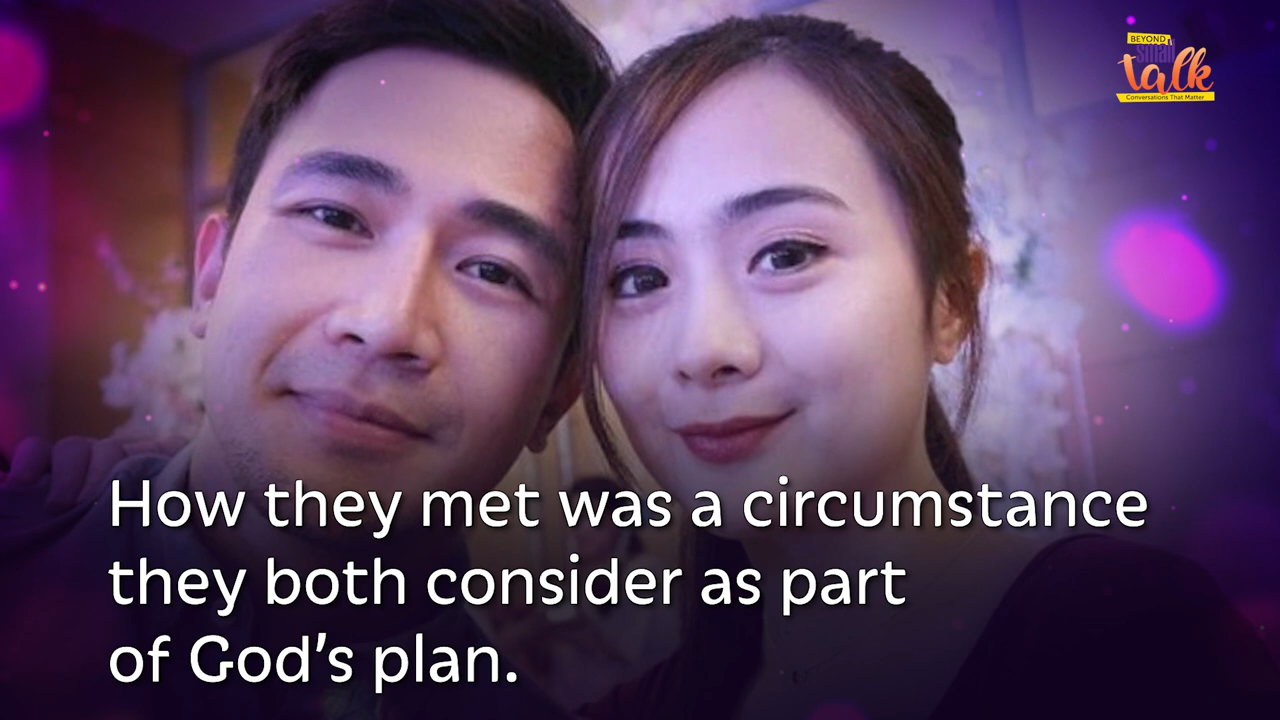 BEYOND
small
talk
Conversations That Matter
How they met was a circumstance
they both consider as part
of God's plan.